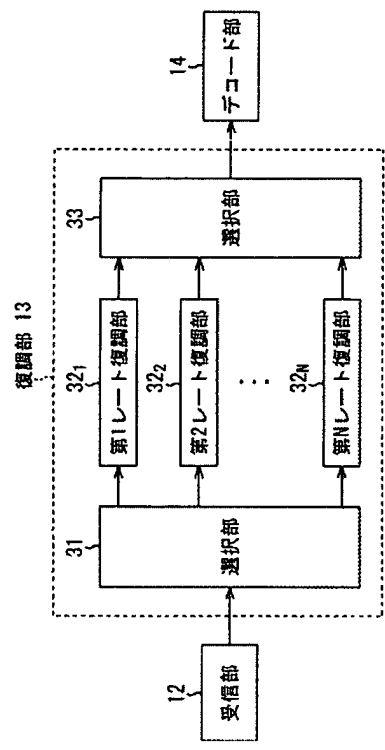 復調部 13
12
受信部
31
選択部
32₁
第1レート復調部
32₂
第2レート復調部
...
32N
第Nレート復調部
33
選択部
14
デコード部